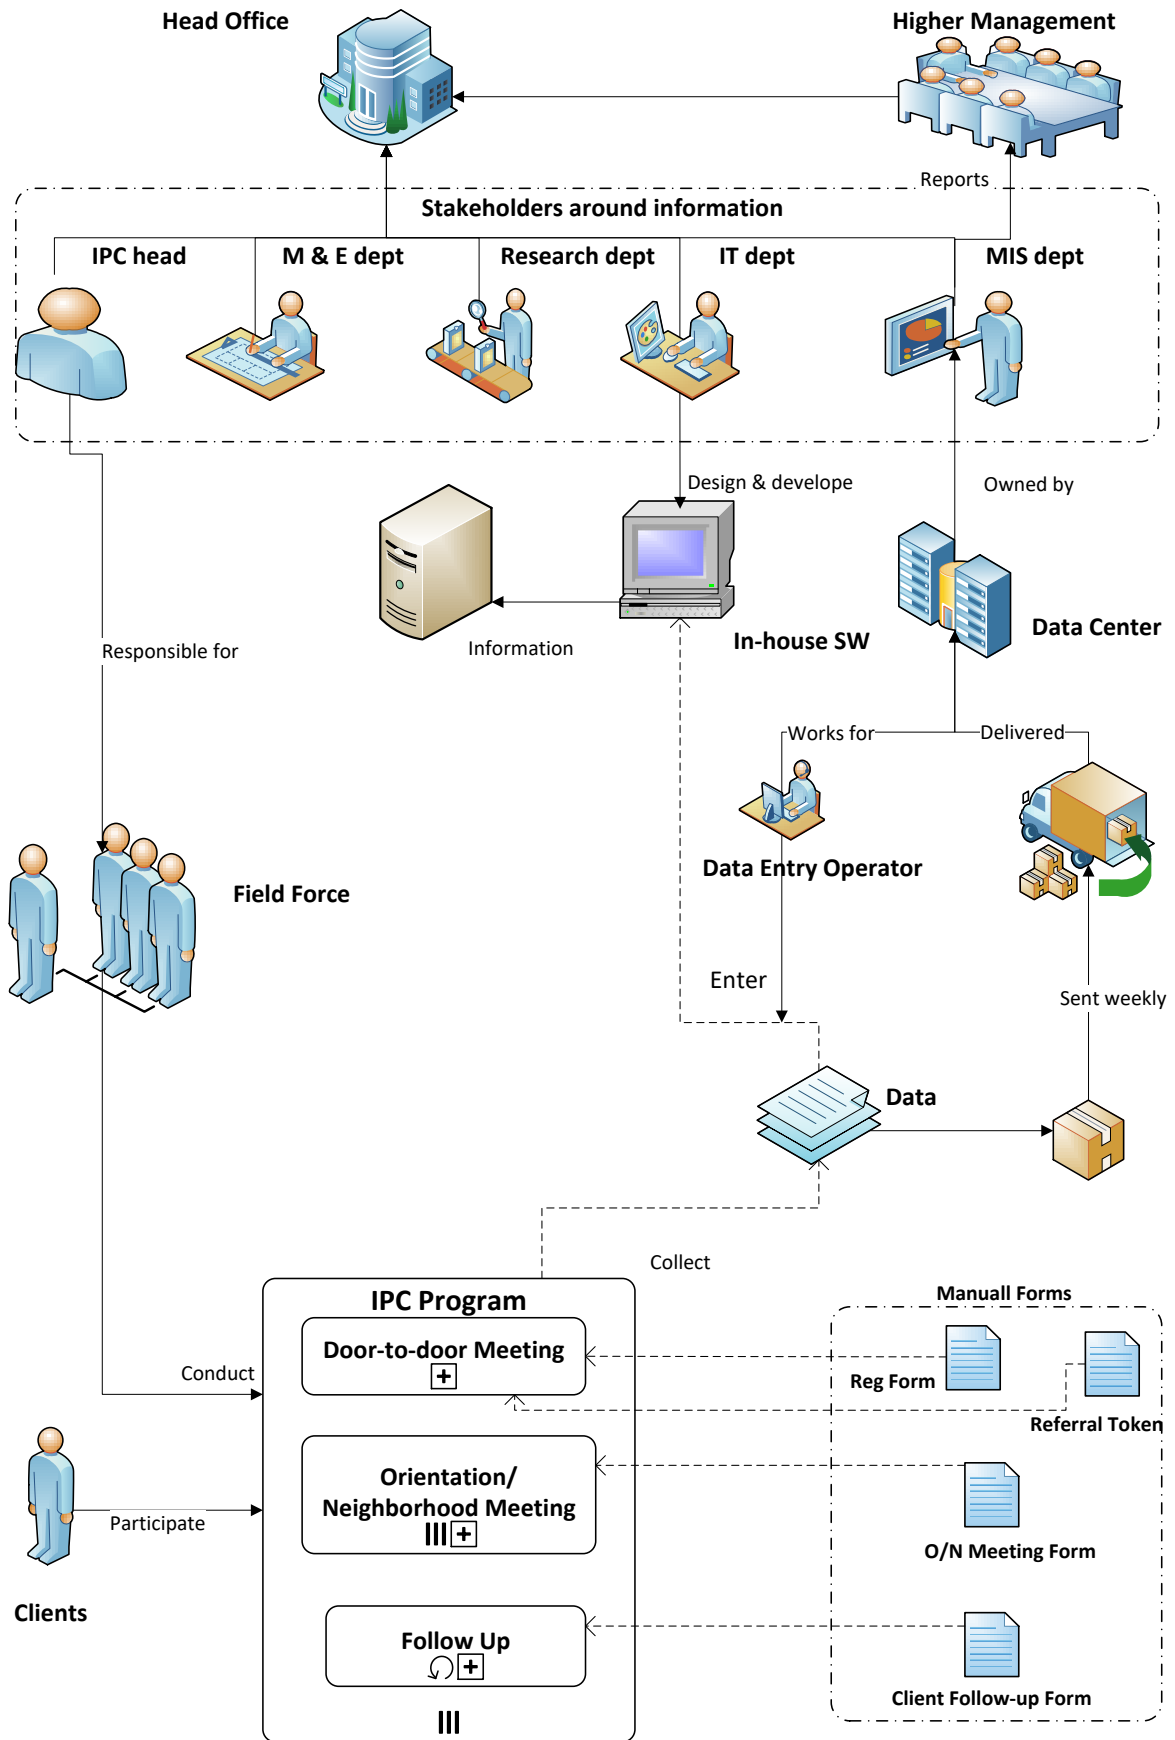 Head Office
Higher Management
Reports
Stakeholders around information
IPC head
M & E dept
Research dept
IT dept
MIS dept
Design & develope
Owned by
In-house SW
Data Center
Information
Responsible for
Works for
Delivered
Data Entry Operator
Field Force
Enter
Sent weekly
Data
Collect
IPC Program
Manuall Forms
Door-to-door Meeting
Conduct
Reg Form
Referral Token
Orientation/
Neighborhood Meeting
Participate
O/N Meeting Form
Clients
Follow Up
Client Follow-up Form